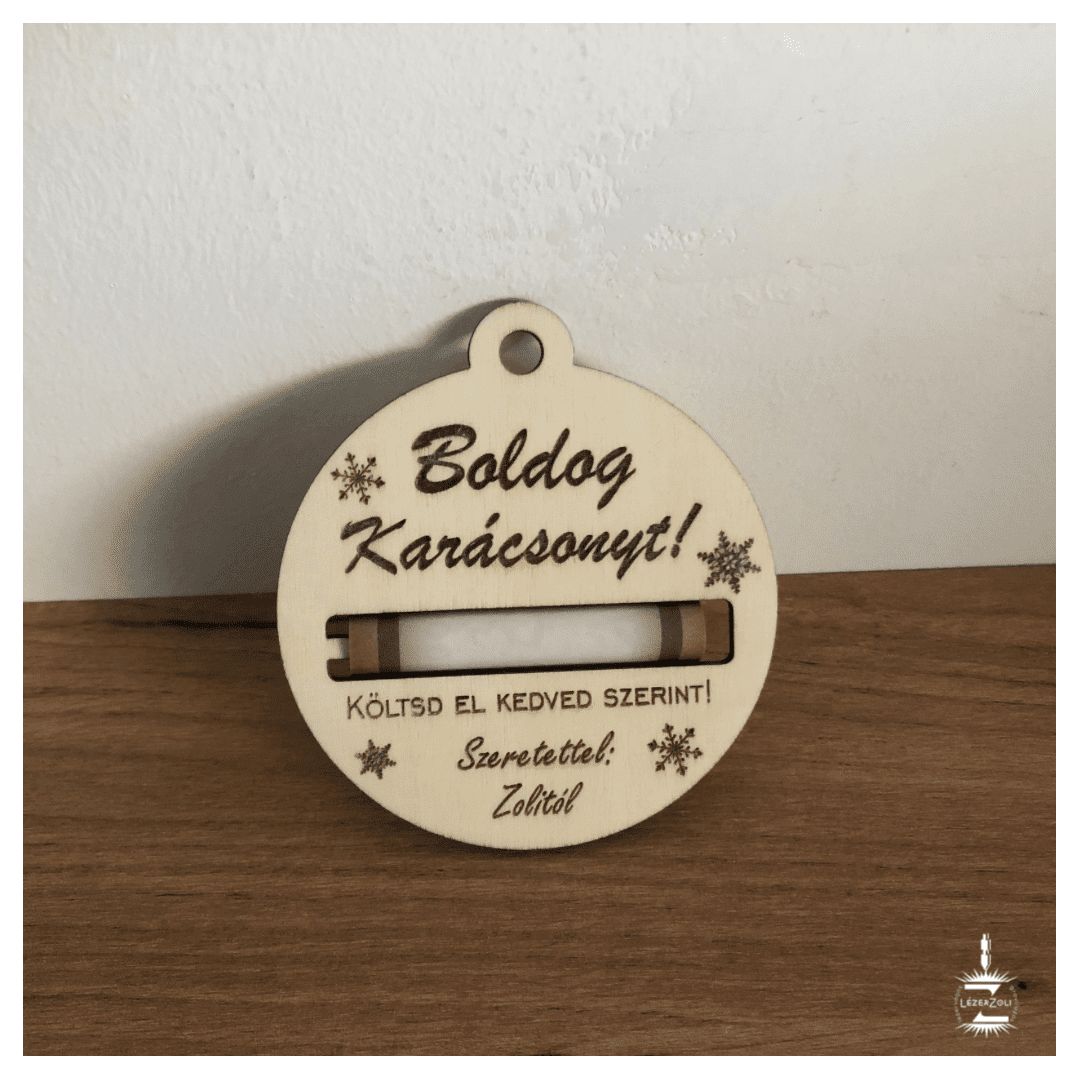 Boldog
Karácsonyt!
KÖLTSD EL KEDVED SZERINT!
Szeretettel:
Zolitól
LÉZERZOLI